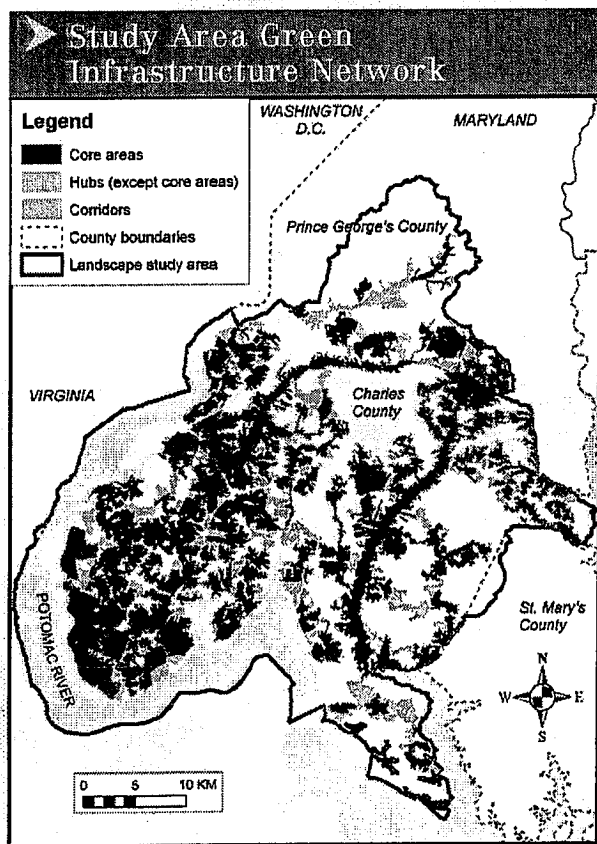 Study Area Green
Infrastructure Network
Legend
Core areas
Hubs (except core areas)
Corridors
County boundaries
Landscape study area
WASHINGTON
D.C.
MARYLAND
Prince George's County
VIRGINIA
Charles
County
POTOMAC RIVER
St. Mary's
County
N
W
E
S
0 5 10 KM